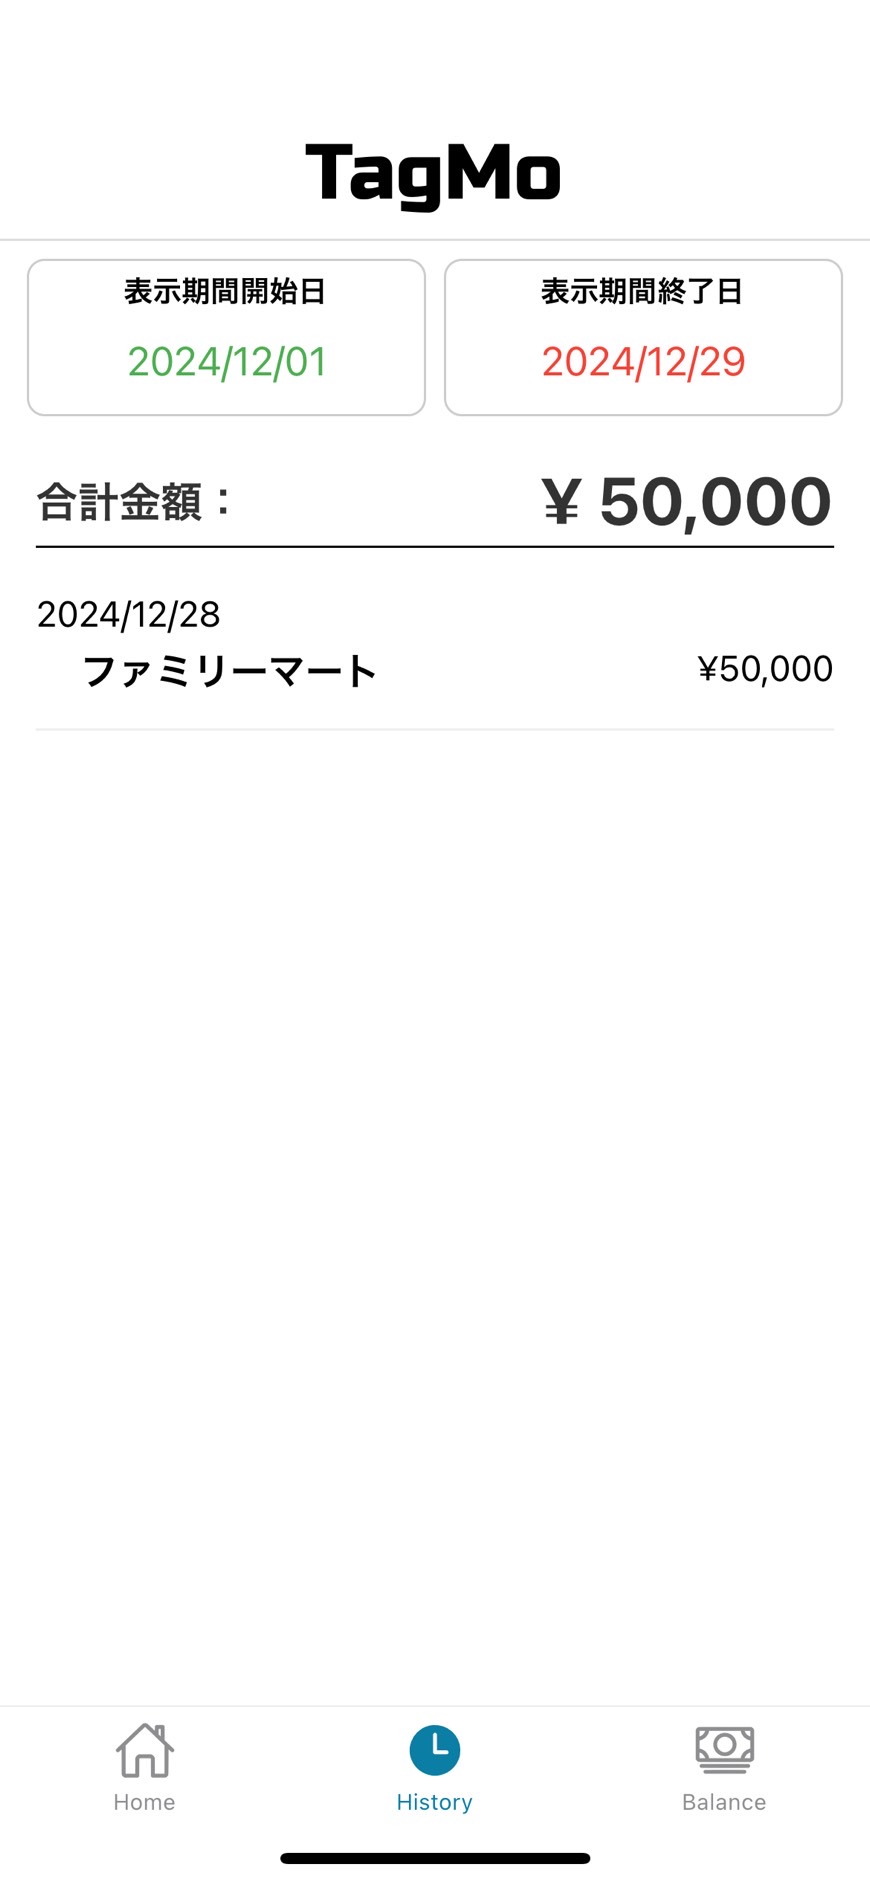 TagMo
表示期間開始日
表示期間終了日
2024/12/01
2024/12/29
合計金額：
¥ 50,000
2024/12/28
ファミリーマート
¥50,000
Home
History
Balance